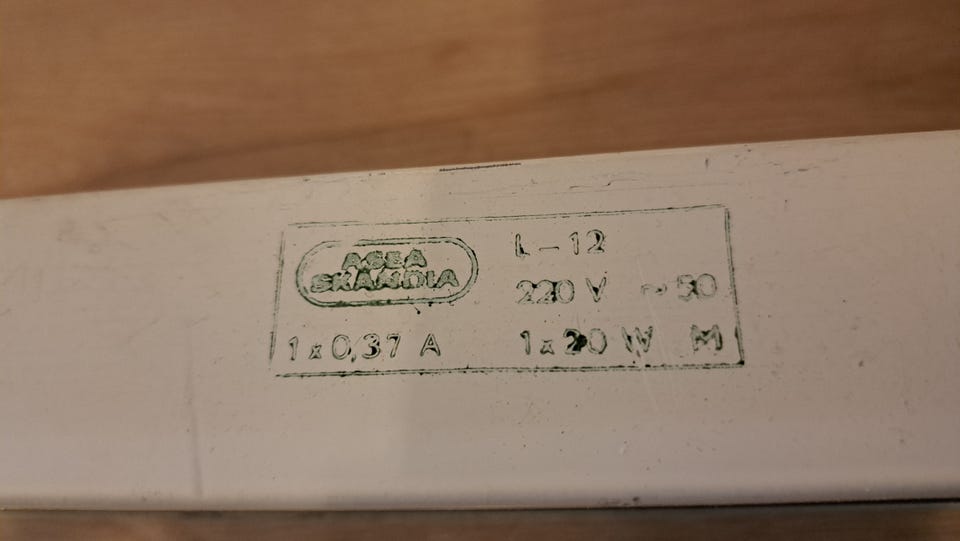 ASEA
SKANDIA
L-12
220 V ~ 50
1x0,37 A 1x20 W M